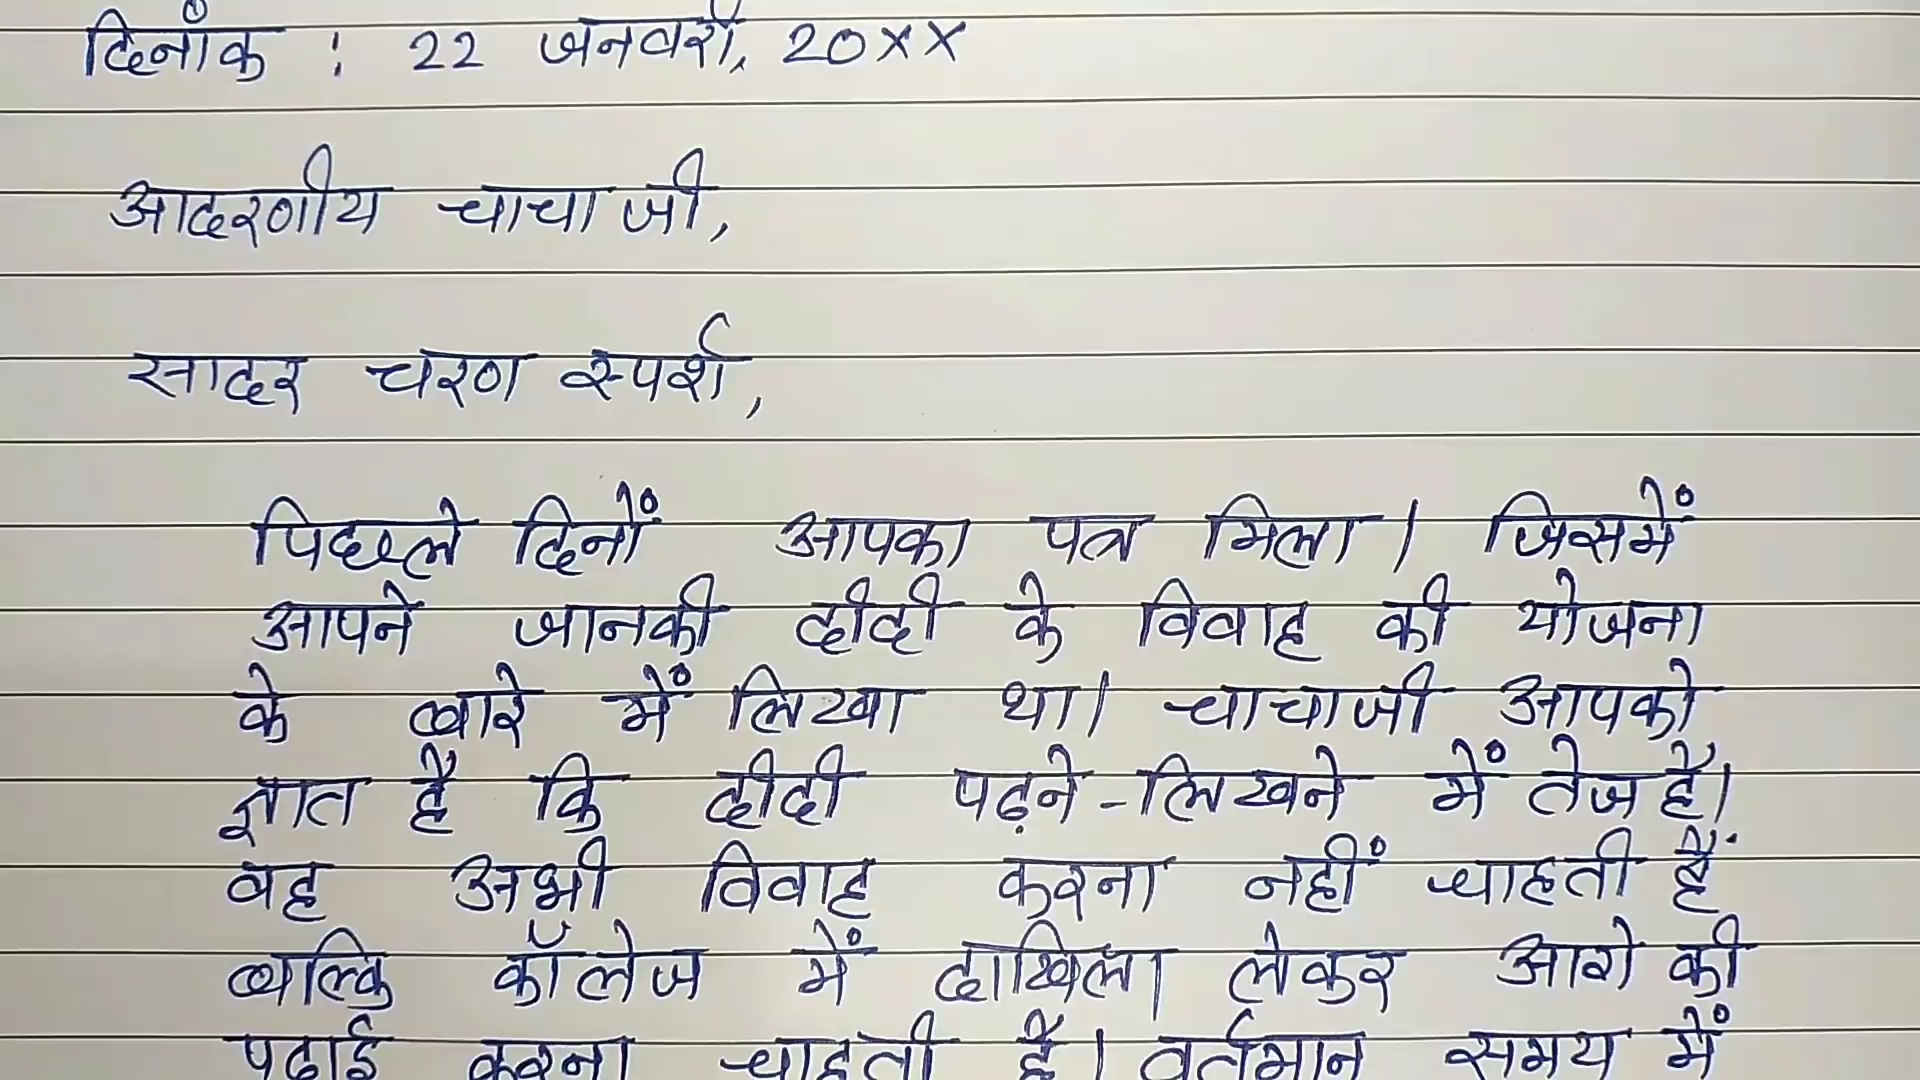 दिनाँक : 22 जनवरी, 20××
आदरणीय चाचा जी,
सादर चरण स्पर्श,
पिछले दिनों आपका पत्र मिला। जिसमें
आपने जानकी दीदी के विवाह की योजना
के बारे में लिखा था। चाचाजी आपको
ज्ञात है कि दीदी पढ़ने-लिखने में तेज है।
वह अभी विवाह करना नहीं चाहती हैं
बल्कि कॉलेज में दाखिला लेकर आगे की
पढाई करना चाहती है। वर्तमान समय में